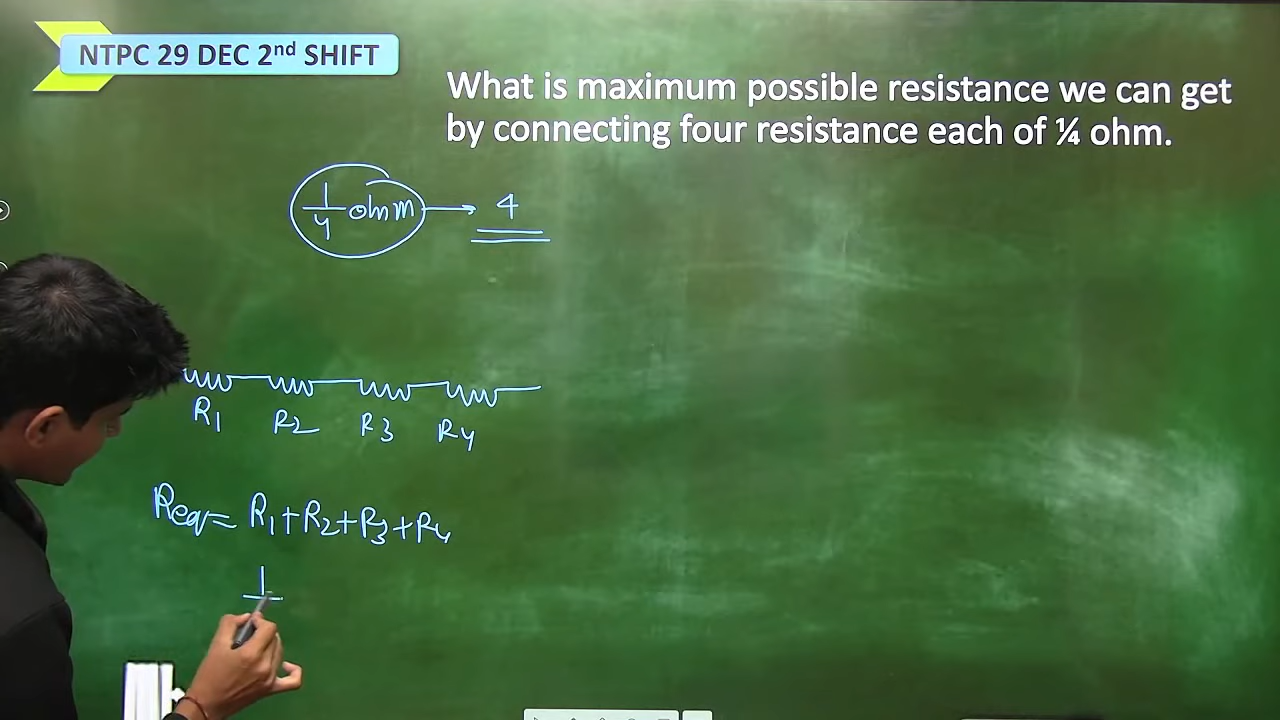 NTPC 29 DEC 2nd SHIFT
What is maximum possible resistance we can get
by connecting four resistance each of ¼ ohm.
1/4 ohm → 4
R1 R2 R3 R4
Req = R1+R2+R3+R4
1